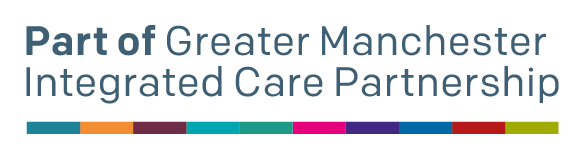 Part of Greater Manchester
Integrated Care Partnership